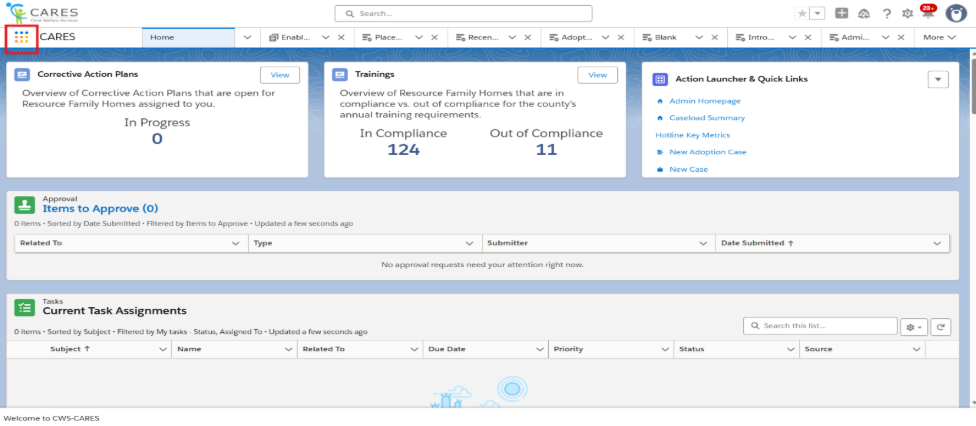 CARES
Child Welfare Services
Search...
20+
CARES
Home
Enabl...
Place...
Recen...
Adopt...
Blank
Intro...
Admi...
More
Corrective Action Plans
View
Overview of Corrective Action Plans that are open for
Resource Family Homes assigned to you.
In Progress
0
Trainings
View
Overview of Resource Family Homes that are in
compliance vs. out of compliance for the county's
annual training requirements.
In Compliance
Out of Compliance
124
11
Action Launcher & Quick Links
Admin Homepage
Caseload Summary
Hotline Key Metrics
New Adoption Case
New Case
Approval
Items to Approve (0)
0 items • Sorted by Date Submitted • Filtered by Items to Approve • Updated a few seconds ago
Related To
Type
Submitter
Date Submitted ↑
No approval requests need your attention right now.
Tasks
Current Task Assignments
0 items • Sorted by Subject • Filtered by My tasks - Status, Assigned To • Updated a few seconds ago
Search this list...
Subject ↑
Name
Related To
Due Date
Priority
Status
Source
Welcome to CWS-CARES